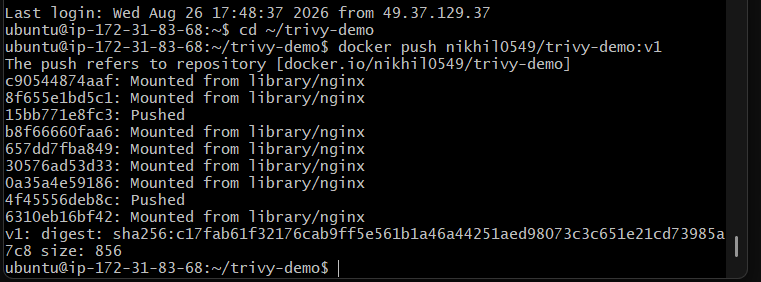 Last login: Wed Aug 26 17:48:37 2026 from 49.37.129.37
ubuntu@ip-172-31-83-68:~$ cd ~/trivy-demo
ubuntu@ip-172-31-83-68:~/trivy-demo$ docker push nikhil0549/trivy-demo:v1
The push refers to repository [docker.io/nikhil0549/trivy-demo]
c90544874aaf: Mounted from library/nginx
8f655e1bd5c1: Mounted from library/nginx
15bb771e8fc3: Pushed
b8f66660faa6: Mounted from library/nginx
657dd7fba849: Mounted from library/nginx
30576ad53d33: Mounted from library/nginx
0a35a4e59186: Mounted from library/nginx
4f45556deb8c: Pushed
6310eb16bf42: Mounted from library/nginx
v1: digest: sha256:c17fab61f32176cab9ff5e561b1a46a44251aed98073c3c651e21cd73985a
7c8 size: 856
ubuntu@ip-172-31-83-68:~/trivy-demo$